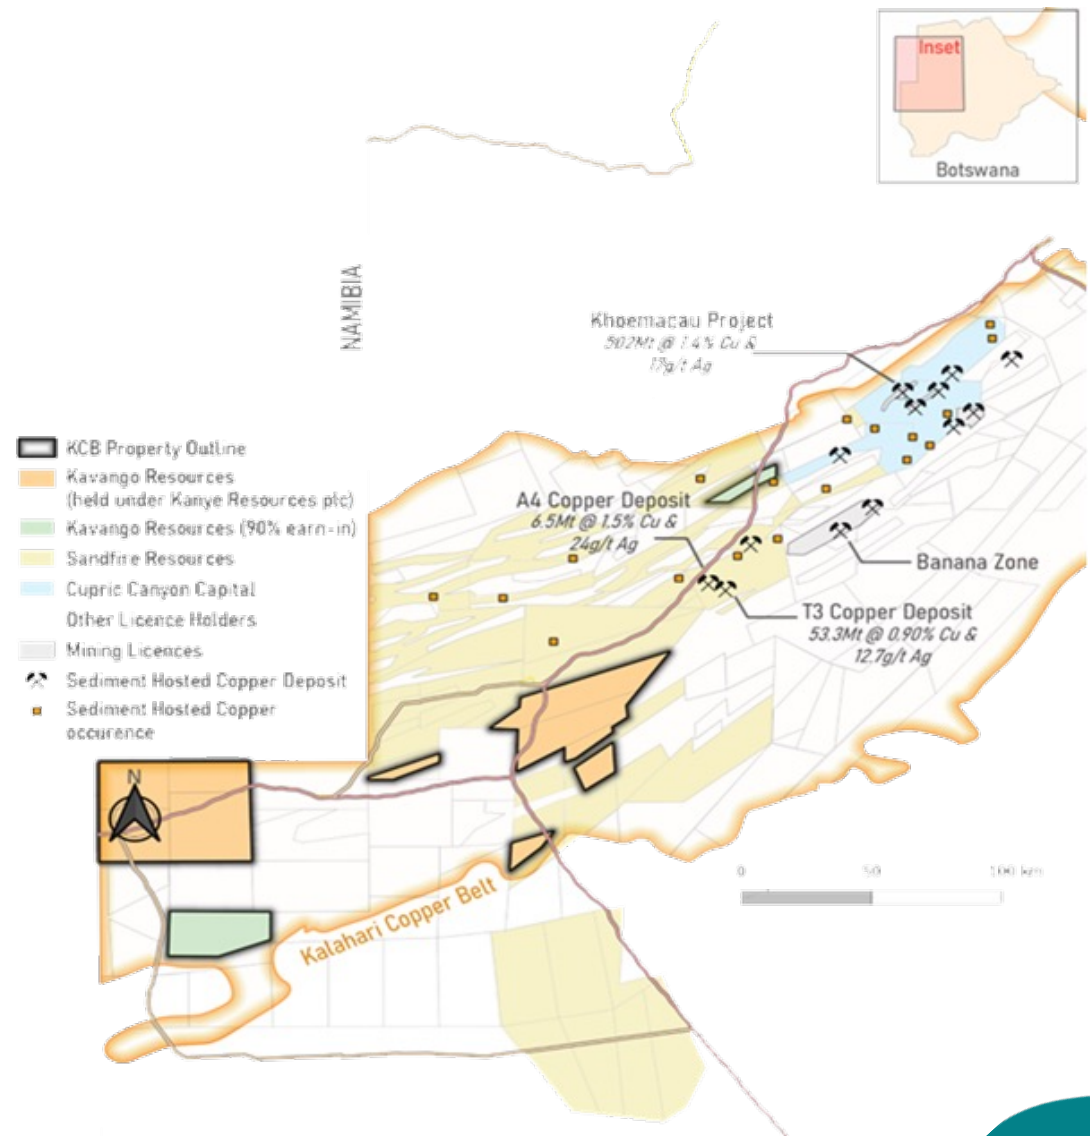 Inset
Botswana
NAMIBIA
Khoemacau Project
502Mt @ 1.4% Cu &
17g/t Ag
KCB Property Outline
Kavango Resources
(held under Kanye Resources plc)
Kavango Resources (90% earn-in)
Sandfire Resources
Cupric Canyon Capital
Other Licence Holders
Mining Licences
Sediment Hosted Copper Deposit
Sediment Hosted Copper
occurence
A4 Copper Deposit
6.5Mt @ 1.5% Cu &
24g/t Ag
Banana Zone
T3 Copper Deposit
53.3Mt @ 0.90% Cu &
12.7g/t Ag
N
0 50 100 km
Kalahari Copper Belt